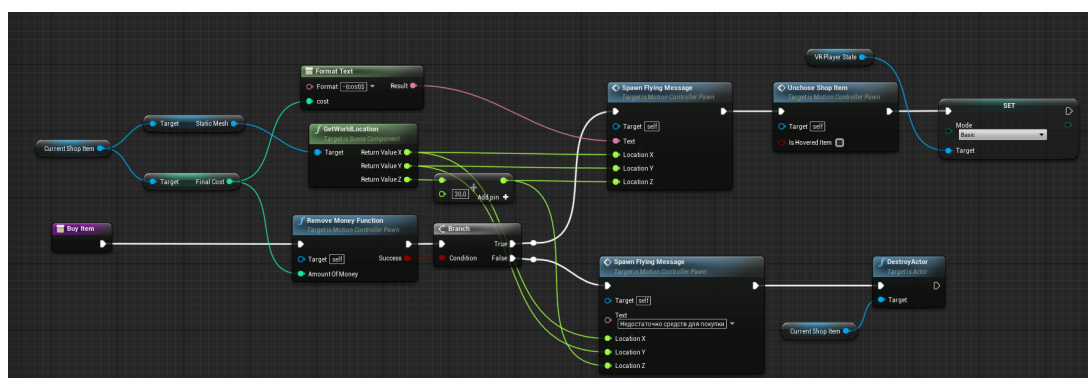 VR Player State
Format Text
Format -{cost}$ Result
cost
Spawn Flying Message
Target is Motion Controller Pawn
Target self
Text
Location X
Location Y
Location Z
Unchose Shop Item
Target is Motion Controller Pawn
Target self
Is Hovered Item
SET
Mode
Basic
Target
Target Static Mesh
Current Shop Item
Target Final Cost
GetWorldLocation
Target is Scene Component
Target Return Value X
Return Value Y
Return Value Z
30,0 Add pin +
Buy Item
Remove Money Function
Target is Motion Controller Pawn
Target self Success
Amount Of Money
Branch
True
Condition False
Spawn Flying Message
Target is Motion Controller Pawn
Target self
Text
Недостаточно средств для покупки
Location X
Location Y
Location Z
DestroyActor
Target is Actor
Target
Current Shop Item